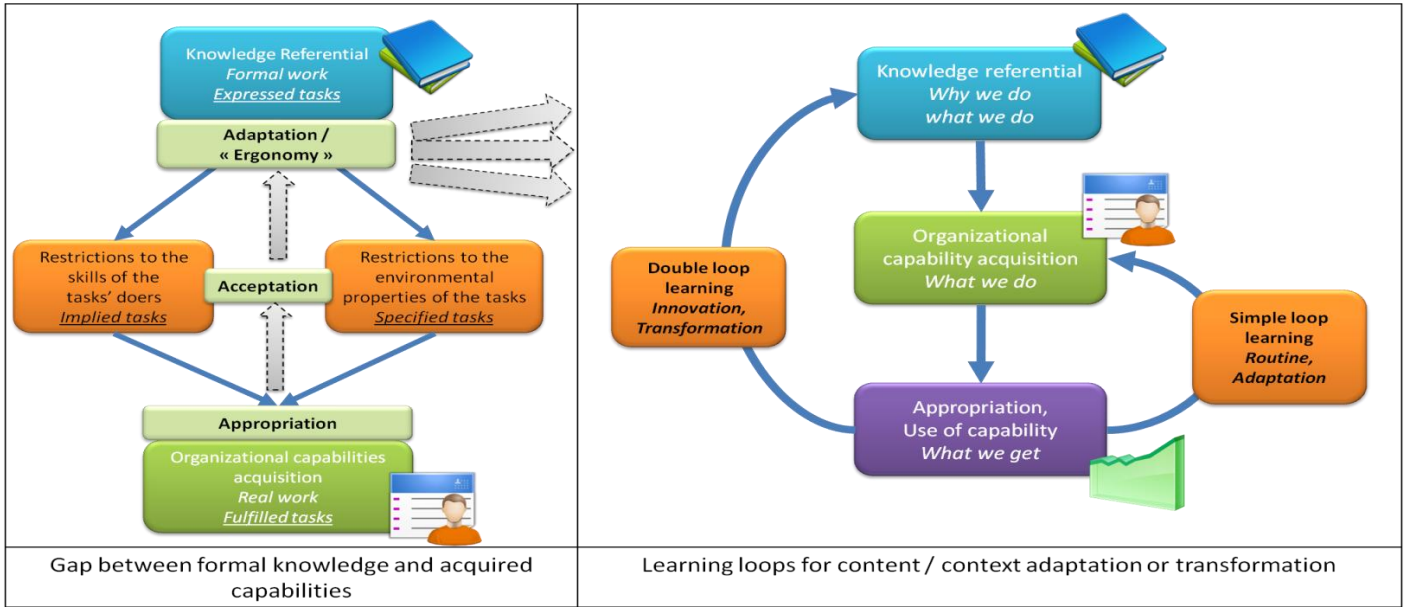 Knowledge Referential
Formal work
Expressed tasks
Adaptation /
« Ergonomy »
Restrictions to the
skills of the
tasks’ doers
Implied tasks
Acceptation
Restrictions to the
environmental
properties of the tasks
Specified tasks
Appropriation
Organizational capabilities
acquisition
Real work
Fulfilled tasks
Gap between formal knowledge and acquired
capabilities
Knowledge referential
Why we do
what we do
Organizational
capability acquisition
What we do
Double loop
learning
Innovation,
Transformation
Simple loop
learning
Routine,
Adaptation
Appropriation,
Use of capability
What we get
Learning loops for content / context adaptation or transformation